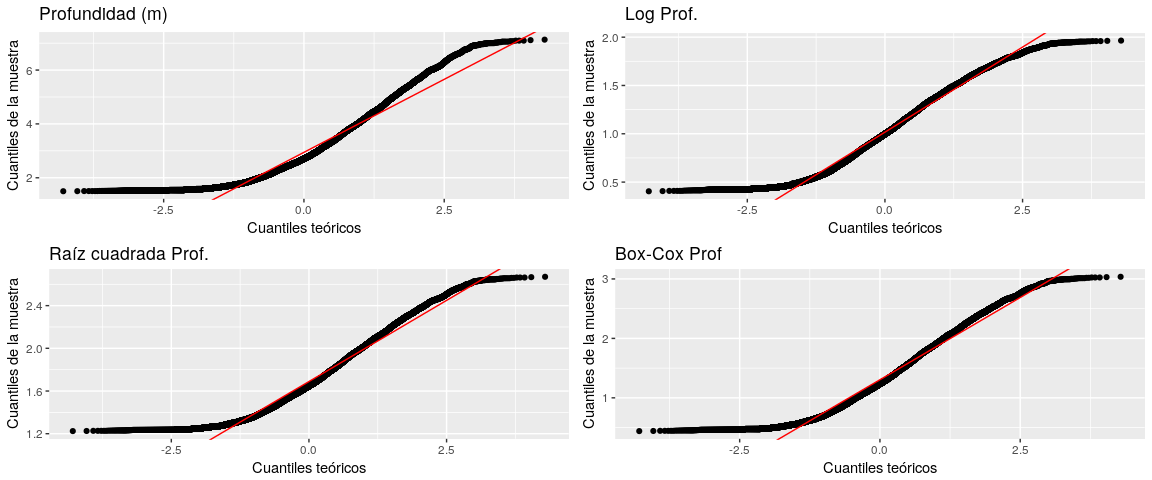 Profundidad (m)
Cuantiles de la muestra
6
4
2
-2.5
0.0
2.5
Cuantiles teóricos
Log Prof.
Cuantiles de la muestra
2.0
1.5
1.0
0.5
-2.5
0.0
2.5
Cuantiles teóricos
Raíz cuadrada Prof.
Cuantiles de la muestra
2.4
2.0
1.6
1.2
-2.5
0.0
2.5
Cuantiles teóricos
Box-Cox Prof
Cuantiles de la muestra
3
2
1
-2.5
0.0
2.5
Cuantiles teóricos